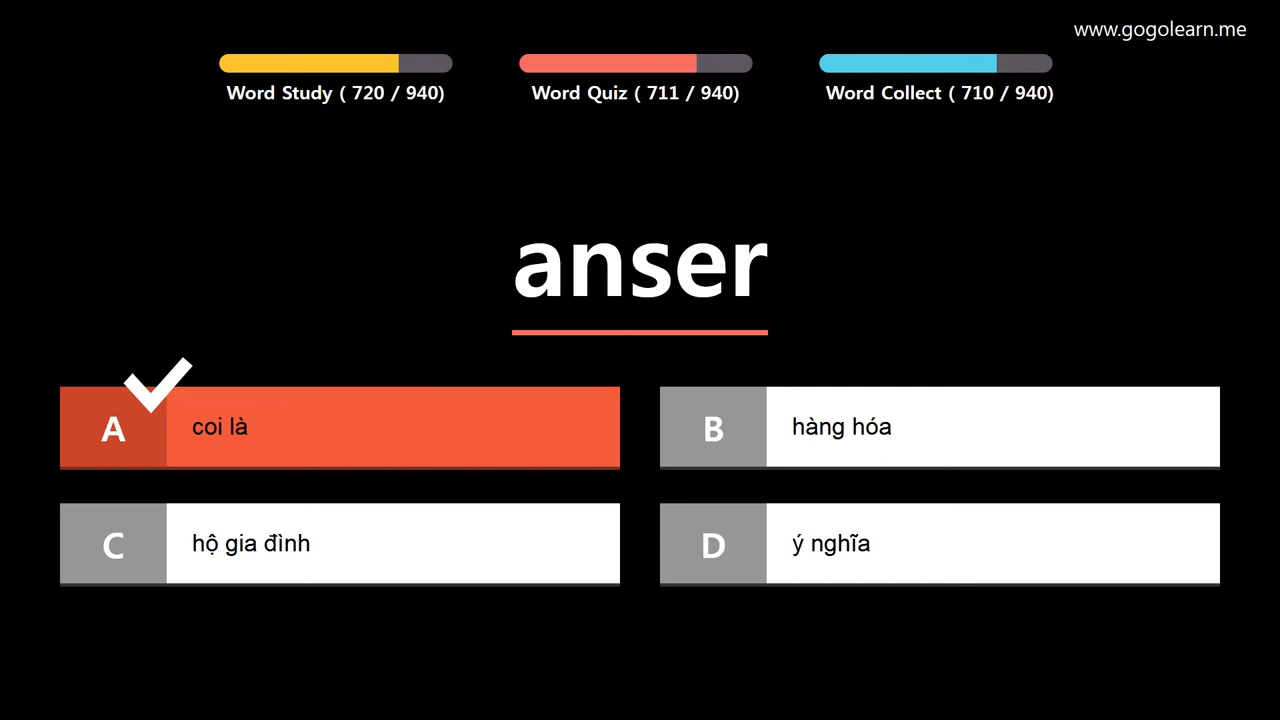 www.gogolearn.me
Word Study ( 720 / 940)
Word Quiz ( 711 / 940)
Word Collect ( 710 / 940)
anser
A
coi là
B
hàng hóa
C
hộ gia đình
D
ý nghĩa